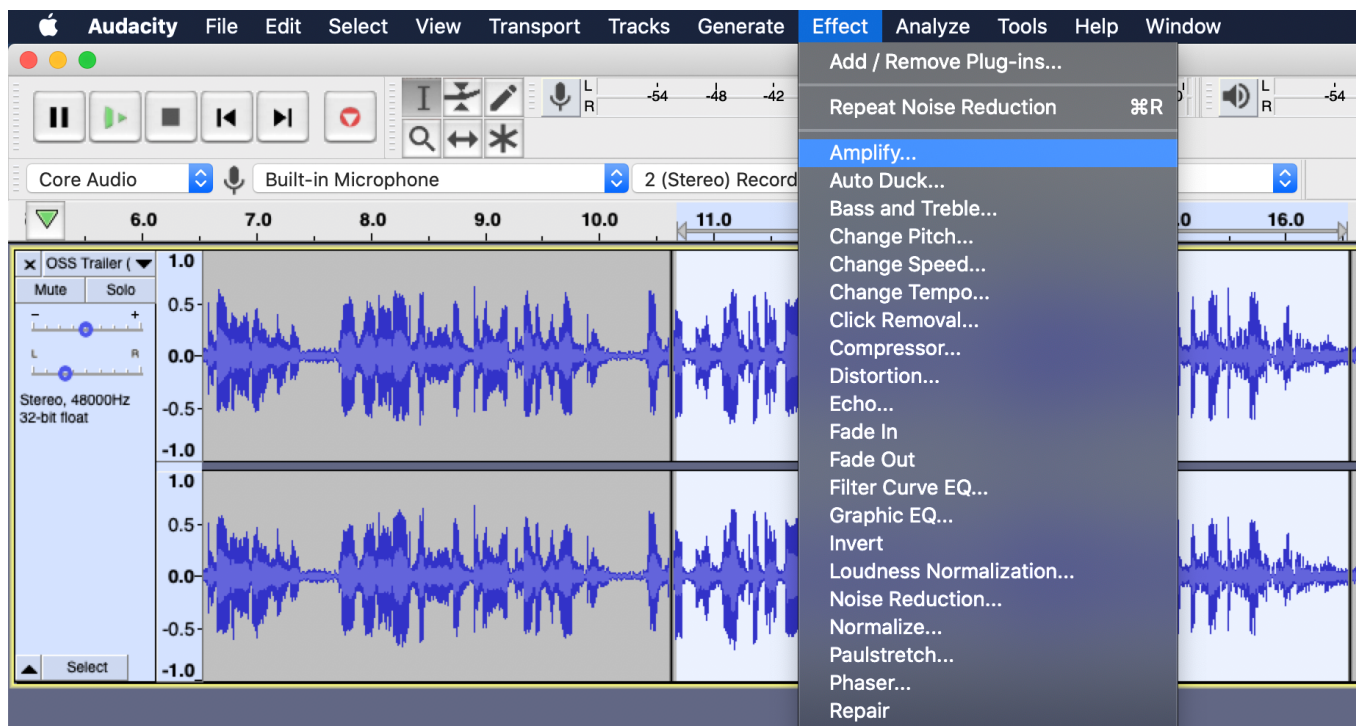 Audacity File Edit Select View Transport Tracks Generate Effect Analyze Tools Help Window
Add / Remove Plug-ins...
Repeat Noise Reduction ⌘R
L
R
-54 -48 -42
L
R
-54
Core Audio
Built-in Microphone
2 (Stereo) Record
6.0 7.0 8.0 9.0 10.0 11.0 .0 16.0
Amplify...
Auto Duck...
Bass and Treble...
Change Pitch...
Change Speed...
Change Tempo...
Click Removal...
Compressor...
Distortion...
Echo...
Fade In
Fade Out
Filter Curve EQ...
Graphic EQ...
Invert
Loudness Normalization...
Noise Reduction...
Normalize...
Paulstretch...
Phaser...
Repair
OSS Trailer (
Mute Solo
- +
L R
Stereo, 48000Hz
32-bit float
Select
1.0
0.5
0.0
-0.5
-1.0
1.0
0.5
0.0
-0.5
-1.0